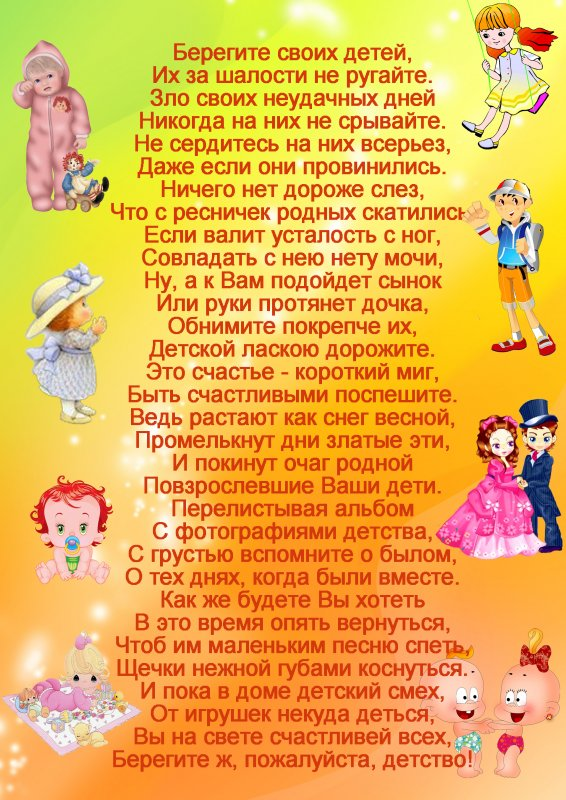 Берегите своих детей,
Их за шалости не ругайте.
Зло своих неудачных дней
Никогда на них не срывайте.
Не сердитесь на них всерьез,
Даже если они провинились.
Ничего нет дороже слез,
Что с ресничек родных скатились
Если валит усталость с ног,
Совладать с нею нету мочи,
Ну, а к Вам подойдет сынок
Или руки протянет дочка,
Обнимите покрепче их,
Детской ласкою дорожите.
Это счастье - короткий миг,
Быть счастливыми поспешите.
Ведь растают как снег весной,
Промелькнут дни златые эти,
И покинут очаг родной
Повзрослевшие Ваши дети.
Перелистывая альбом
С фотографиями детства,
С грустью вспомните о былом,
О тех днях, когда были вместе.
Как же будете Вы хотеть
В это время опять вернуться,
Чтоб им маленьким песню спеть,
Щечки нежной губами коснуться.
И пока в доме детский смех,
От игрушек некуда деться,
Вы на свете счастливей всех,
Берегите ж, пожалуйста, детство!